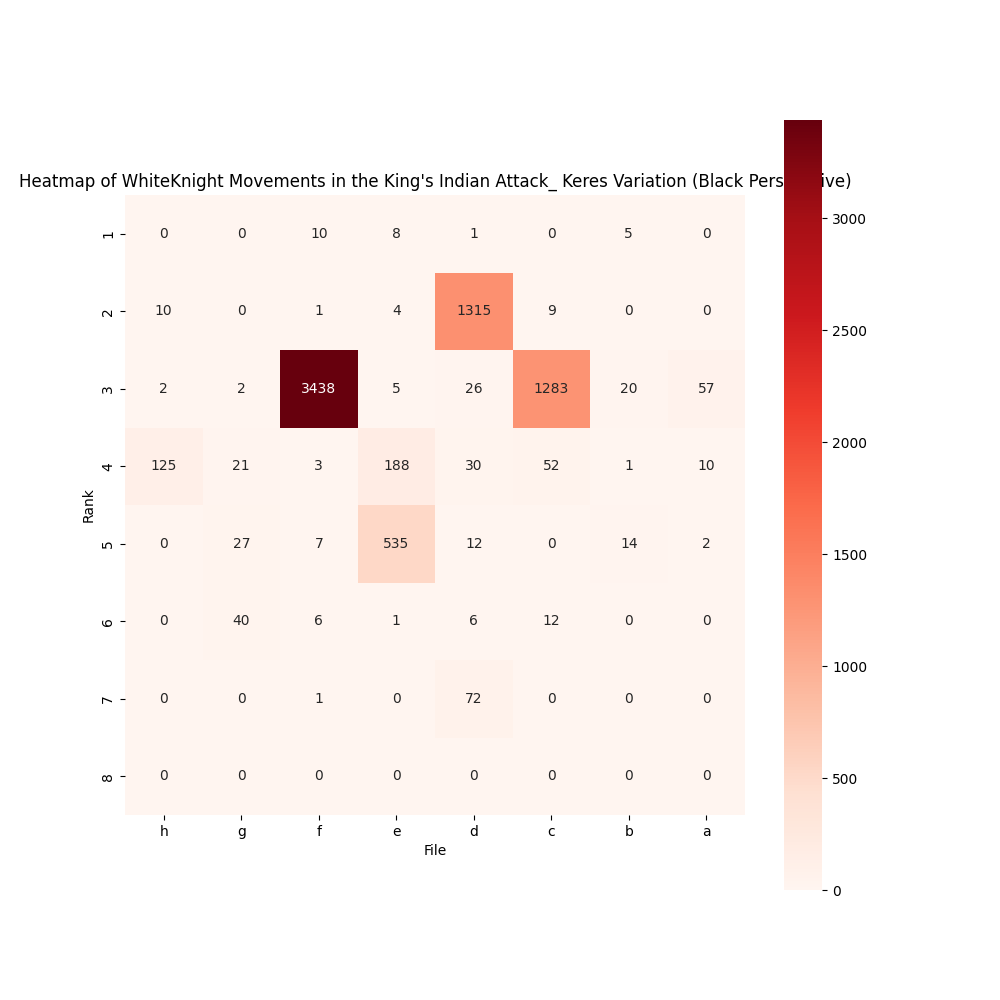 Heatmap of WhiteKnight Movements in the King's Indian Attack_ Keres Variation (Black Perspective)
1 0 0 10 8 1 0 5 0
2 10 0 1 4 1315 9 0 0
3 2 2 3438 5 26 1283 20 57
4 125 21 3 188 30 52 1 10
5 0 27 7 535 12 0 14 2
6 0 40 6 1 6 12 0 0
7 0 0 1 0 72 0 0 0
8 0 0 0 0 0 0 0 0
h g f e d c b a
File
Rank
3000
2500
2000
1500
1000
500
0